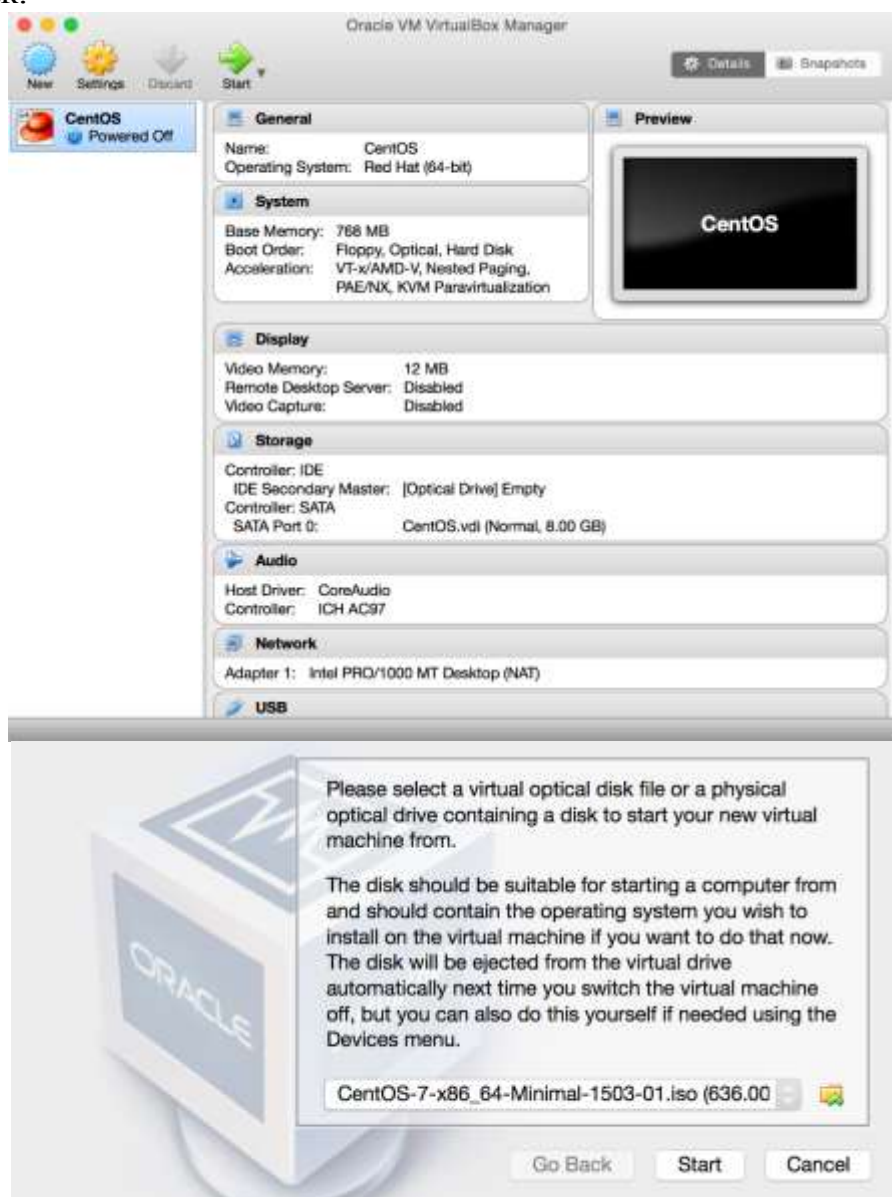 Oracle VM VirtualBox Manager
New Settings Discard Start
Details Snapshots
CentOS
Powered Off
General
Name: CentOS
Operating System: Red Hat (64-bit)
System
Base Memory: 768 MB
Boot Order: Floppy, Optical, Hard Disk
Acceleration: VT-x/AMD-V, Nested Paging,
PAE/NX, KVM Paravirtualization
Preview
CentOS
Display
Video Memory: 12 MB
Remote Desktop Server: Disabled
Video Capture: Disabled
Storage
Controller: IDE
IDE Secondary Master: [Optical Drive] Empty
Controller: SATA
SATA Port 0: CentOS.vdi (Normal, 8.00 GB)
Audio
Host Driver: CoreAudio
Controller: ICH AC97
Network
Adapter 1: Intel PRO/1000 MT Desktop (NAT)
USB
ORACLE
Please select a virtual optical disk file or a physical
optical drive containing a disk to start your new virtual
machine from.
The disk should be suitable for starting a computer from
and should contain the operating system you wish to
install on the virtual machine if you want to do that now.
The disk will be ejected from the virtual drive
automatically next time you switch the virtual machine
off, but you can also do this yourself if needed using the
Devices menu.
CentOS-7-x86_64-Minimal-1503-01.iso (636.00
Go Back Start Cancel